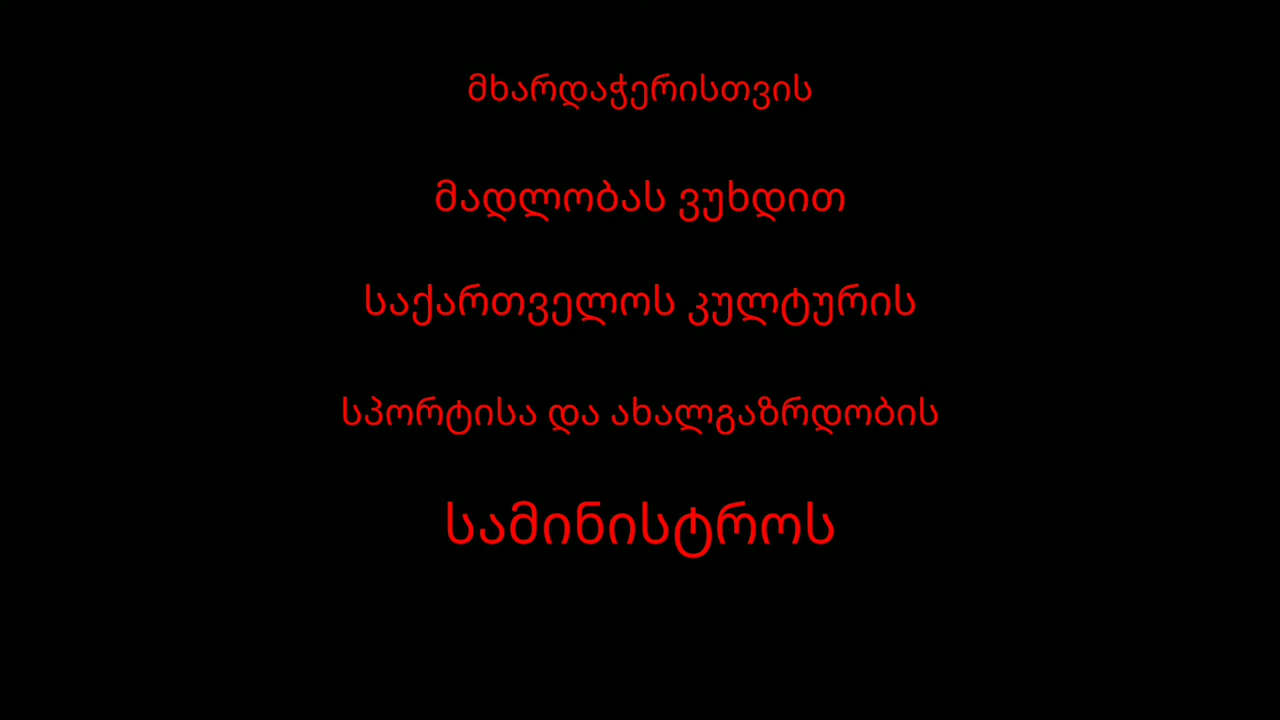 მხარდაჭერისთვის
მადლობას ვუხდით
საქართველოს კულტურის
სპორტისა და ახალგაზრდობის
სამინისტროს